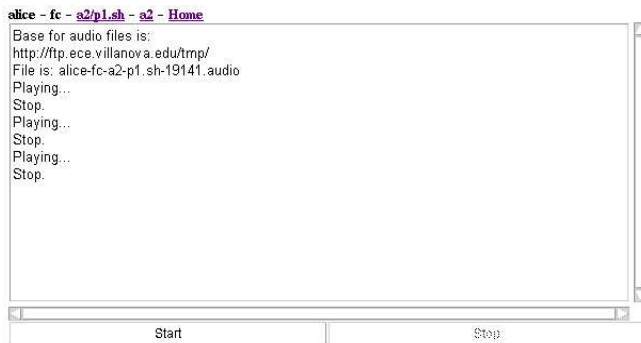 alice - fc - a2/p1.sh - a2 - Home
Base for audio files is:
http://ftp.ece.villanova.edu/tmp/
File is: alice-fc-a2-p1.sh-19141.audio
Playing...
Stop.
Playing...
Stop.
Playing...
Stop.
Start Stop